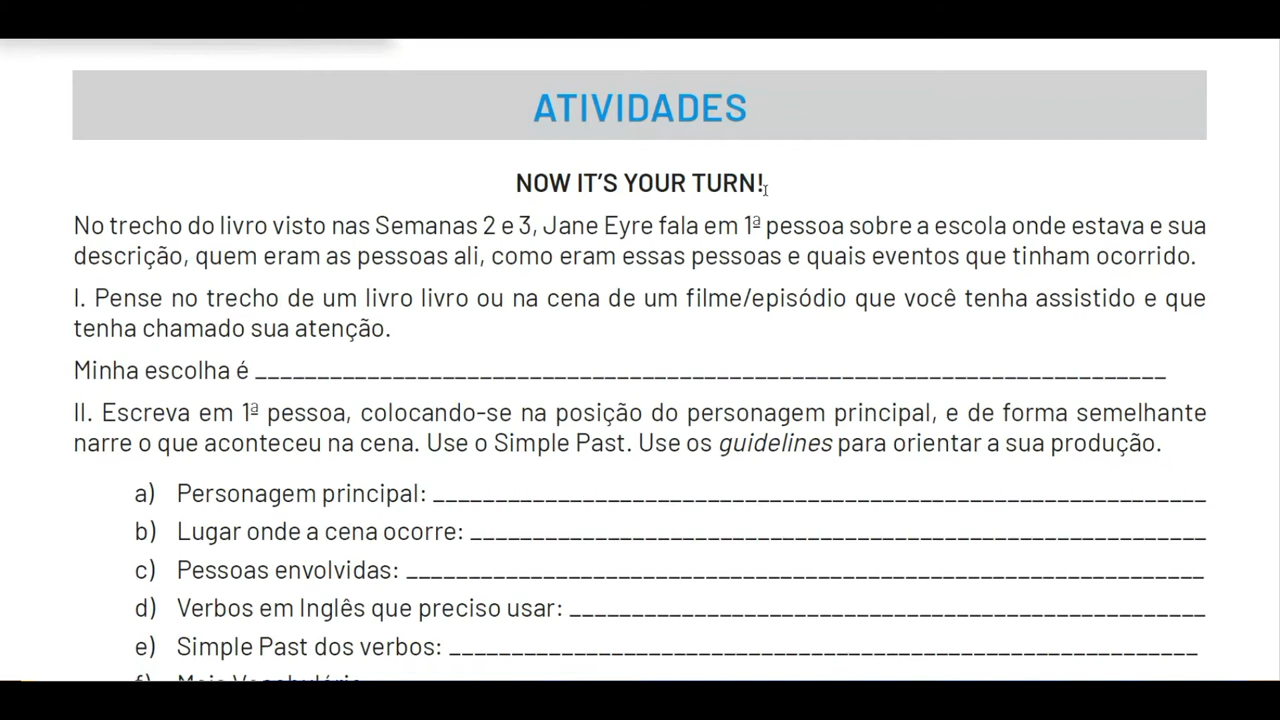 ATIVIDADES
NOW IT'S YOUR TURN!
No trecho do livro visto nas Semanas 2 e 3, Jane Eyre fala em 1ª pessoa sobre a escola onde estava e sua
descrição, quem eram as pessoas ali, como eram essas pessoas e quais eventos que tinham ocorrido.
I. Pense no trecho de um livro livro ou na cena de um filme/episódio que você tenha assistido e que
tenha chamado sua atenção.
Minha escolha é ________________________________________________________________________
II. Escreva em 1ª pessoa, colocando-se na posição do personagem principal, e de forma semelhante
narre o que aconteceu na cena. Use o Simple Past. Use os guidelines para orientar a sua produção.
a) Personagem principal: _____________________________________________________________
b) Lugar onde a cena ocorre: __________________________________________________________
c) Pessoas envolvidas: _______________________________________________________________
d) Verbos em Inglês que preciso usar: __________________________________________________
e) Simple Past dos verbos: ___________________________________________________________